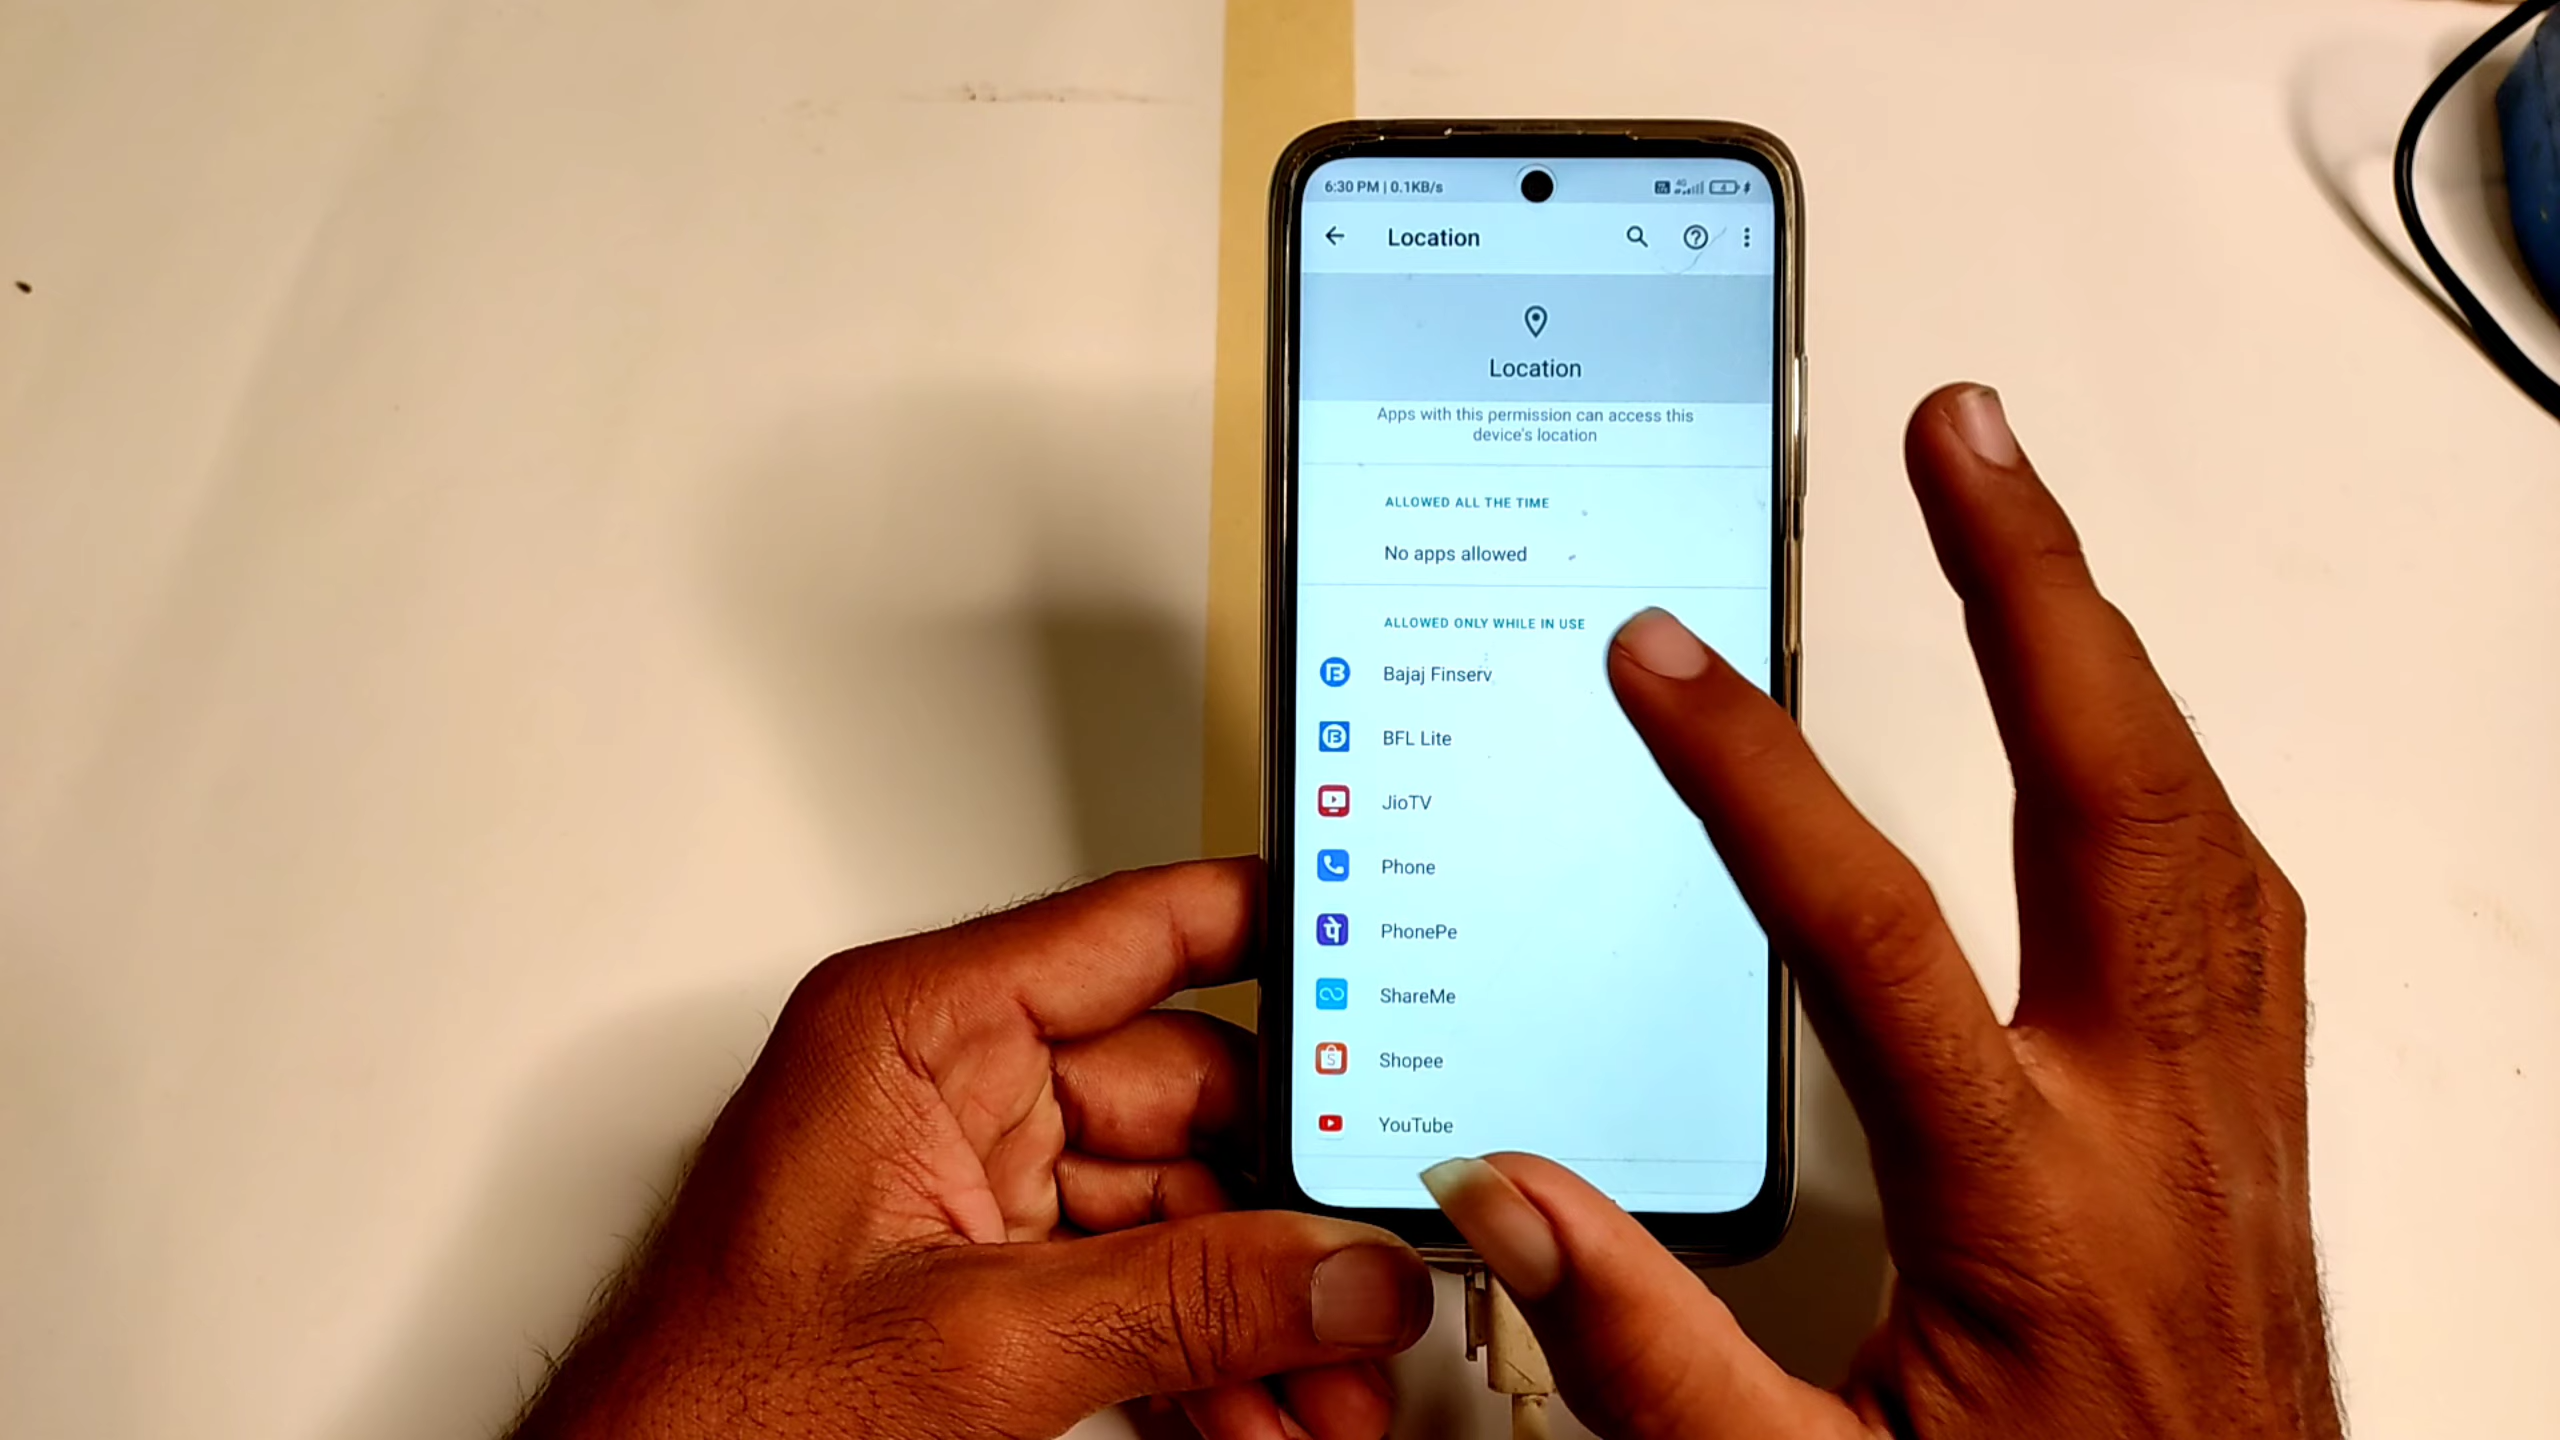 6:30 PM | 0.1KB/s 4G 4
Location
Location
Apps with this permission can access this
device's location
ALLOWED ALL THE TIME
No apps allowed
ALLOWED ONLY WHILE IN USE
Bajaj Finserv
BFL Lite
JioTV
Phone
पे PhonePe
ShareMe
S Shopee
YouTube